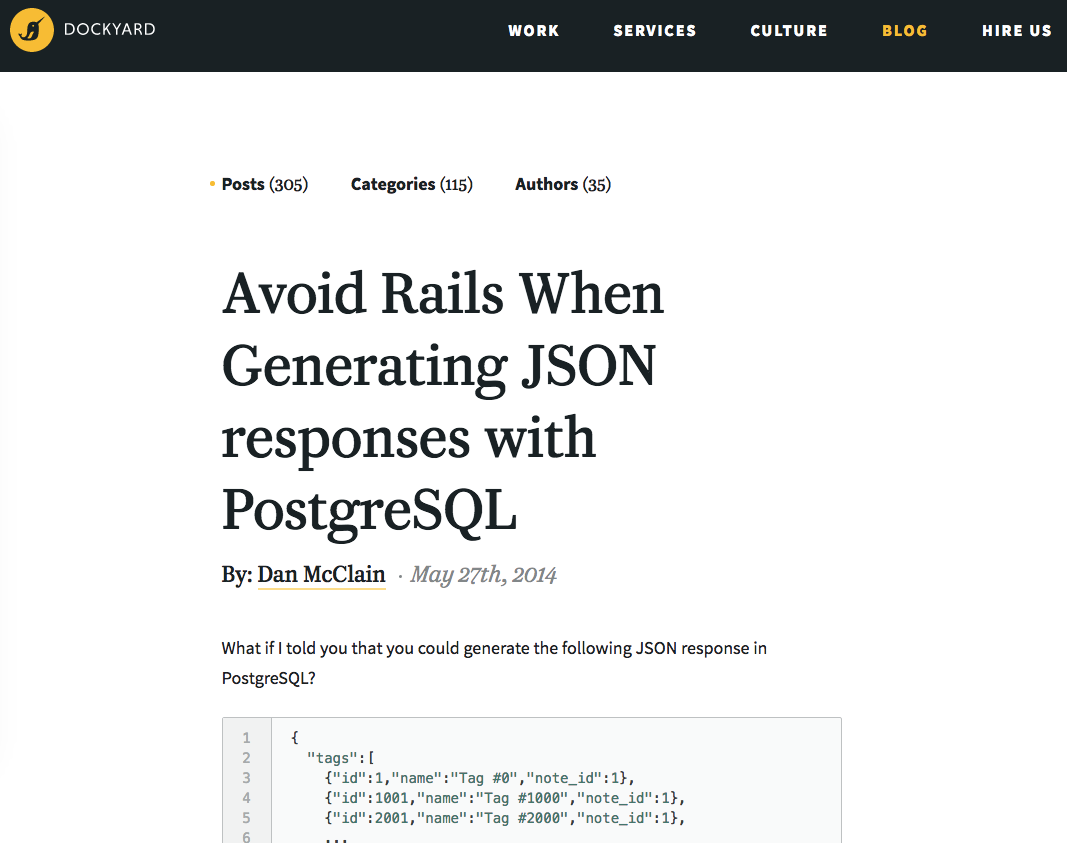 DOCKYARD
WORK SERVICES CULTURE BLOG HIRE US
• Posts (305) Categories (115) Authors (35)
Avoid Rails When
Generating JSON
responses with
PostgreSQL
By: Dan McClain · May 27th, 2014
What if I told you that you could generate the following JSON response in
PostgreSQL?
1 {
2 "tags":[
3 {"id":1,"name":"Tag #0","note_id":1},
4 {"id":1001,"name":"Tag #1000","note_id":1},
5 {"id":2001,"name":"Tag #2000","note_id":1},
6 ...